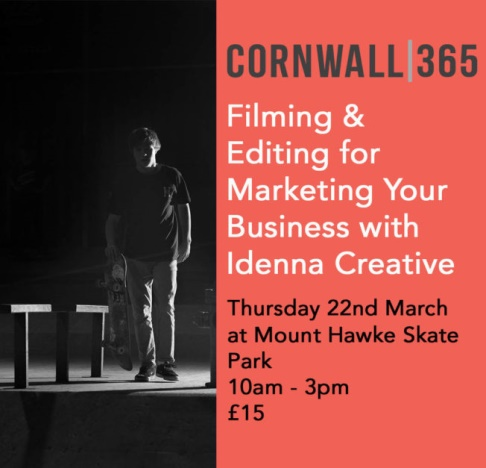 CORNWALL|365
Filming &
Editing for
Marketing Your
Business with
Idenna Creative
Thursday 22nd March
at Mount Hawke Skate
Park
10am - 3pm
£15